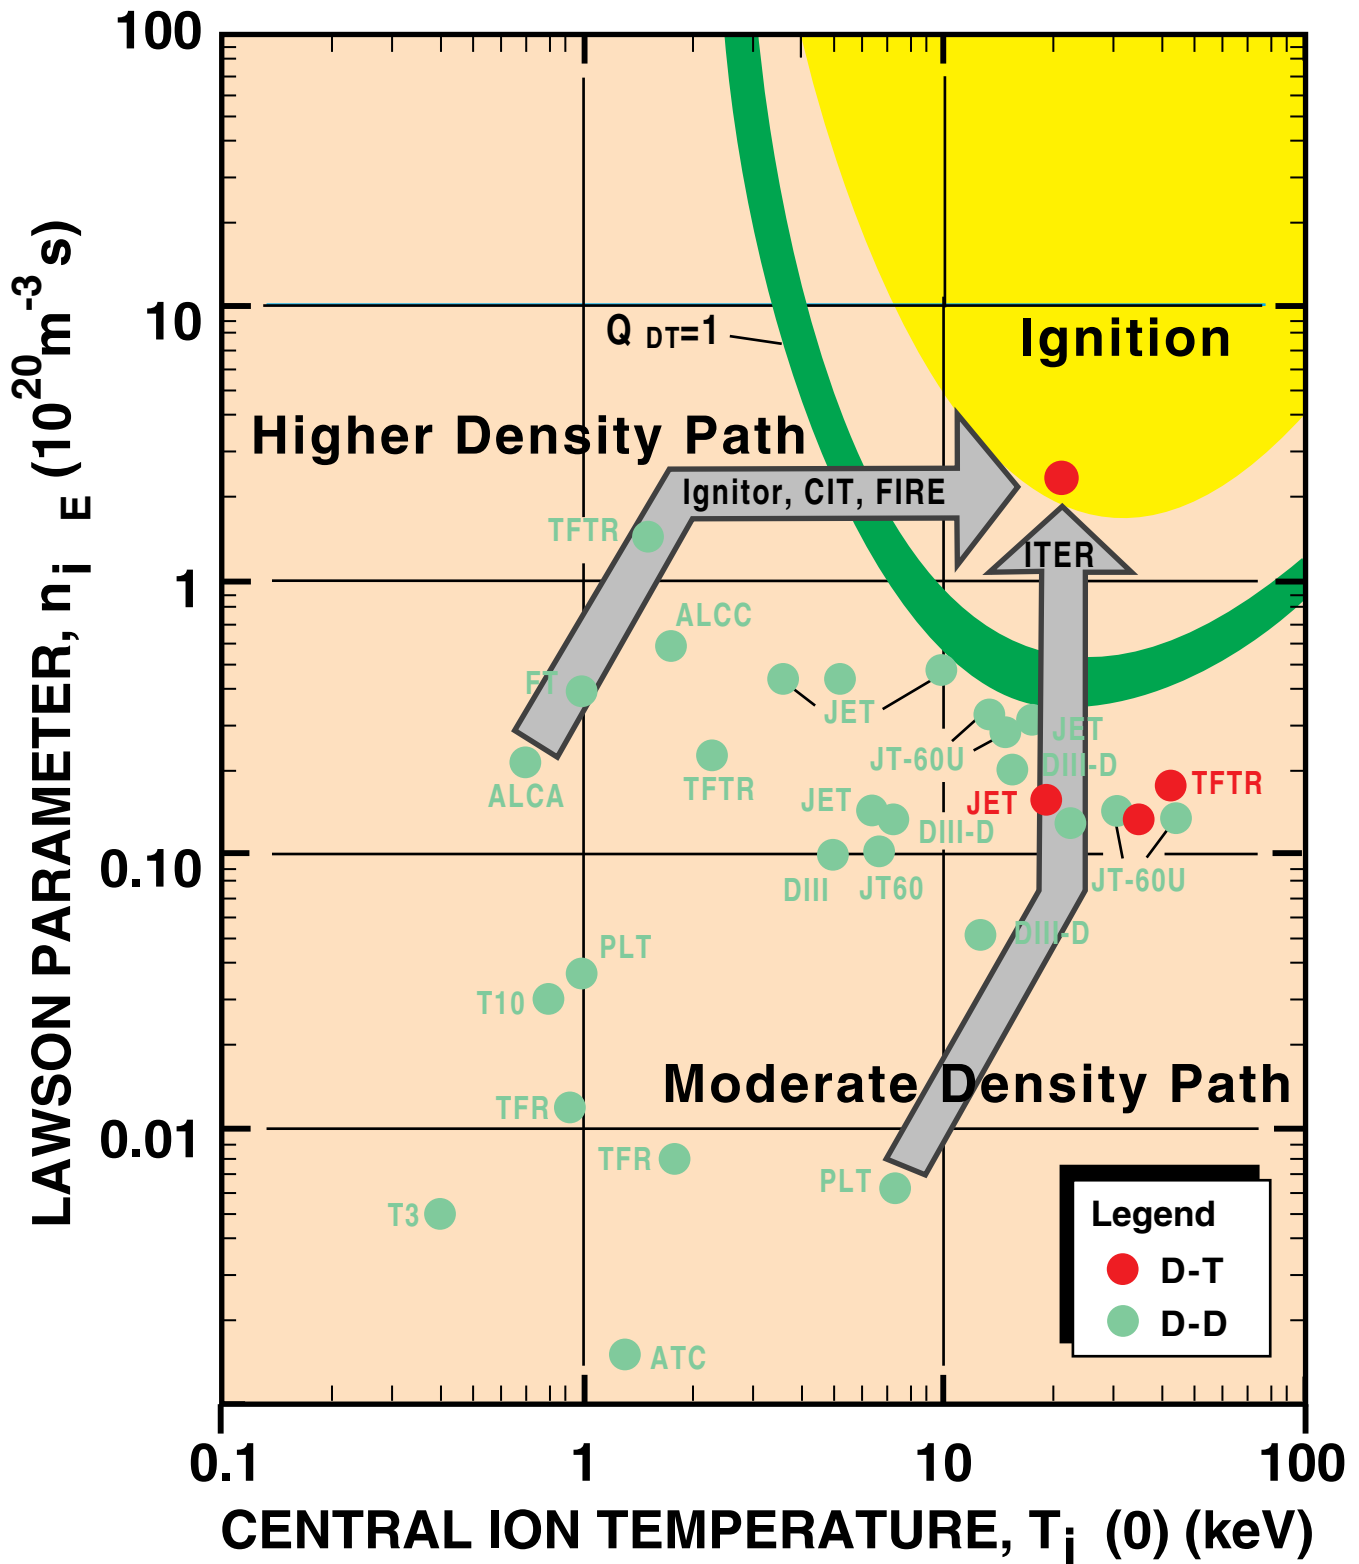 100
10
1
0.10
0.01
LAWSON PARAMETER, n i E (10 20 m -3 s)
Q DT=1
Ignition
Higher Density Path
Ignitor, CIT, FIRE
TFTR
ITER
ALCC
FT
JET
JET
JT-60U
DIII-D
ALCA
TFTR
JET
JET
TFTR
DIII-D
DIII
JT60
JT-60U
PLT
DIII-D
T10
Moderate Density Path
TFR
TFR
PLT
T3
Legend
D-T
D-D
ATC
0.1
1
10
100
CENTRAL ION TEMPERATURE, T i (0) (keV)